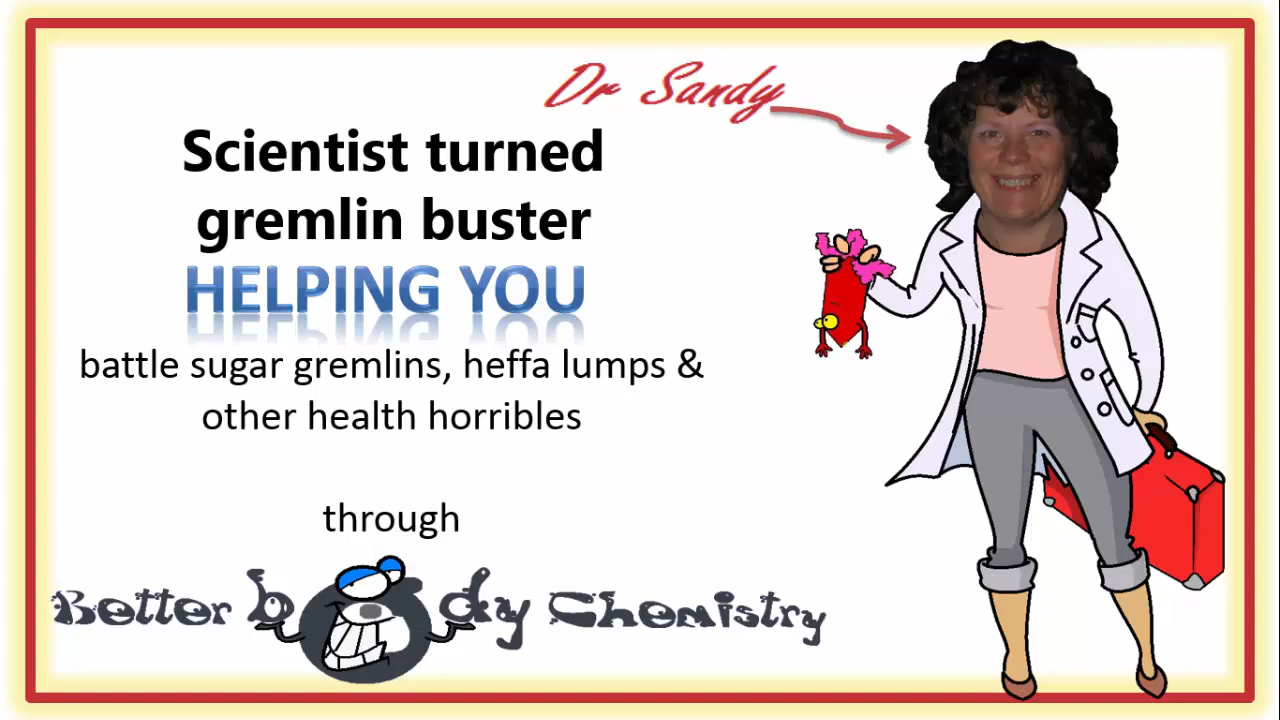 Dr Sandy
Scientist turned
gremlin buster
HELPING YOU
battle sugar gremlins, heffa lumps &
other health horribles
through
Better body Chemistry